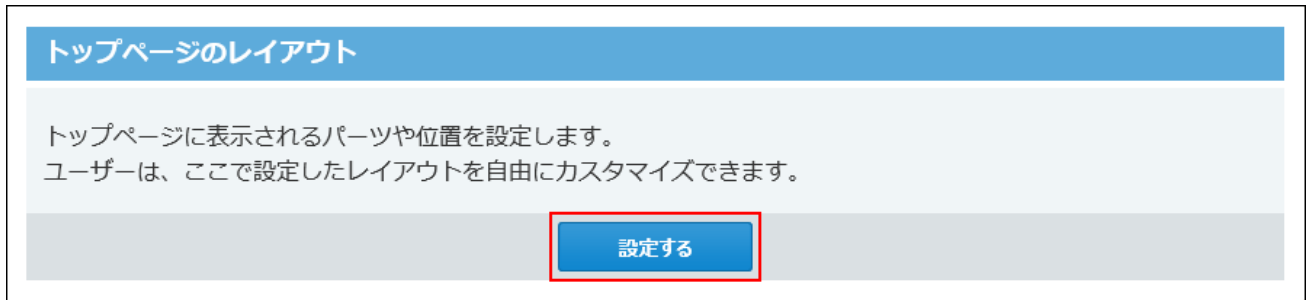 トップページのレイアウト
トップページに表示されるパーツや位置を設定します。
ユーザーは、ここで設定したレイアウトを自由にカスタマイズできます。
設定する